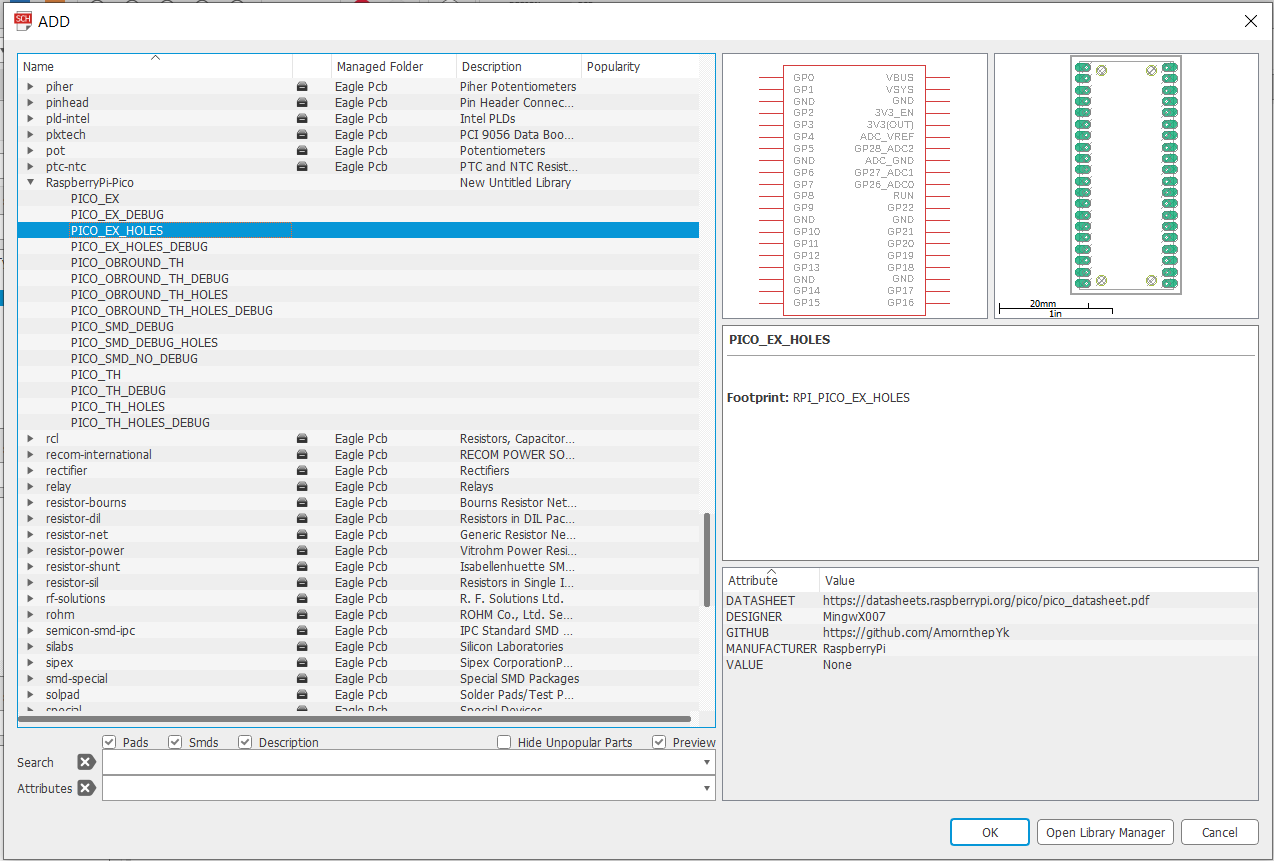 SCH ADD
Name Managed Folder Description Popularity
piher Eagle Pcb Piher Potentiometers
pinhead Eagle Pcb Pin Header Connec...
pld-intel Eagle Pcb Intel PLDs
plxtech Eagle Pcb PCI 9056 Data Boo...
pot Eagle Pcb Potentiometers
ptc-ntc Eagle Pcb PTC and NTC Resist...
RaspberryPi-Pico New Untitled Library
PICO_EX
PICO_EX_DEBUG
PICO_EX_HOLES
PICO_EX_HOLES_DEBUG
PICO_OBROUND_TH
PICO_OBROUND_TH_DEBUG
PICO_OBROUND_TH_HOLES
PICO_OBROUND_TH_HOLES_DEBUG
PICO_SMD_DEBUG
PICO_SMD_DEBUG_HOLES
PICO_SMD_NO_DEBUG
PICO_TH
PICO_TH_DEBUG
PICO_TH_HOLES
PICO_TH_HOLES_DEBUG
rcl Eagle Pcb Resistors, Capacitor...
recom-international Eagle Pcb RECOM POWER SO...
rectifier Eagle Pcb Rectifiers
relay Eagle Pcb Relays
resistor-bourns Eagle Pcb Bourns Resistor Net...
resistor-dil Eagle Pcb Resistors in DIL Pac...
resistor-net Eagle Pcb Generic Resistor Ne...
resistor-power Eagle Pcb Vitrohm Power Resi...
resistor-shunt Eagle Pcb Isabellenhuette SM...
resistor-sil Eagle Pcb Resistors in Single I...
rf-solutions Eagle Pcb R. F. Solutions Ltd.
rohm Eagle Pcb ROHM Co., Ltd. Se...
semicon-smd-ipc Eagle Pcb IPC Standard SMD ...
silabs Eagle Pcb Silicon Laboratories
sipex Eagle Pcb Sipex CorporationP...
smd-special Eagle Pcb Special SMD Packages
solpad Eagle Pcb Solder Pads/Test P...
special Eagle Pcb Special Devices
Pads Smds Description Hide Unpopular Parts Preview
Search
Attributes
GP0 VBUS
GP1 VSYS
GND GND
GP2 3V3_EN
GP3 3V3(OUT)
GP4 ADC_VREF
GP5 GP28_ADC2
GND ADC_GND
GP6 GP27_ADC1
GP7 GP26_ADC0
GP8 RUN
GP9 GP22
GND GND
GP10 GP21
GP11 GP20
GP12 GP19
GP13 GP18
GND GND
GP14 GP17
GP15 GP16
20mm
1in
PICO_EX_HOLES
Footprint: RPI_PICO_EX_HOLES
Attribute Value
DATASHEET https://datasheets.raspberrypi.org/pico/pico_datasheet.pdf
DESIGNER MingwX007
GITHUB https://github.com/AmornthepYk
MANUFACTURER RaspberryPi
VALUE None
OK Open Library Manager Cancel